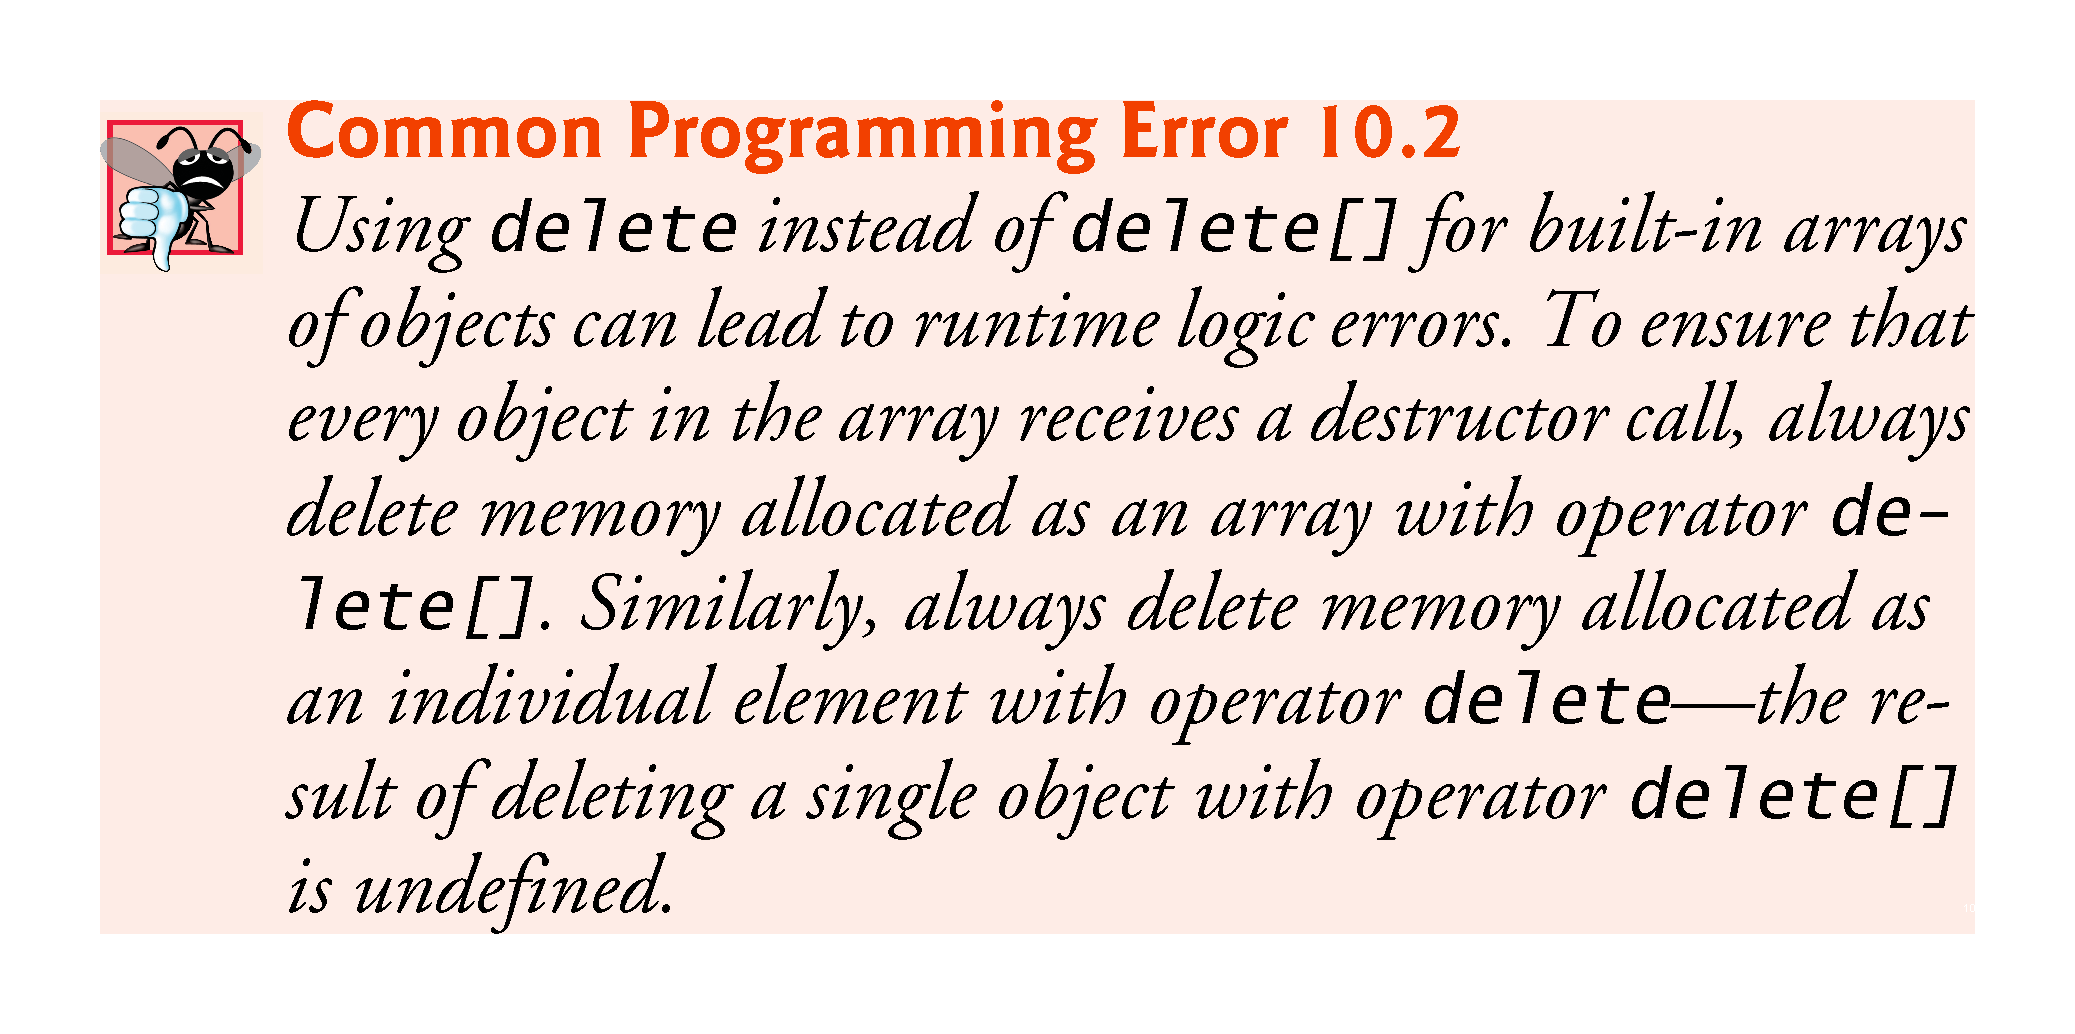 Common Programming Error 10.2
Using delete instead of delete[] for built-in arrays
of objects can lead to runtime logic errors. To ensure that
every object in the array receives a destructor call, always
delete memory allocated as an array with operator de-
lete[]. Similarly, always delete memory allocated as
an individual element with operator delete—the re-
sult of deleting a single object with operator delete[]
is undefined.
10